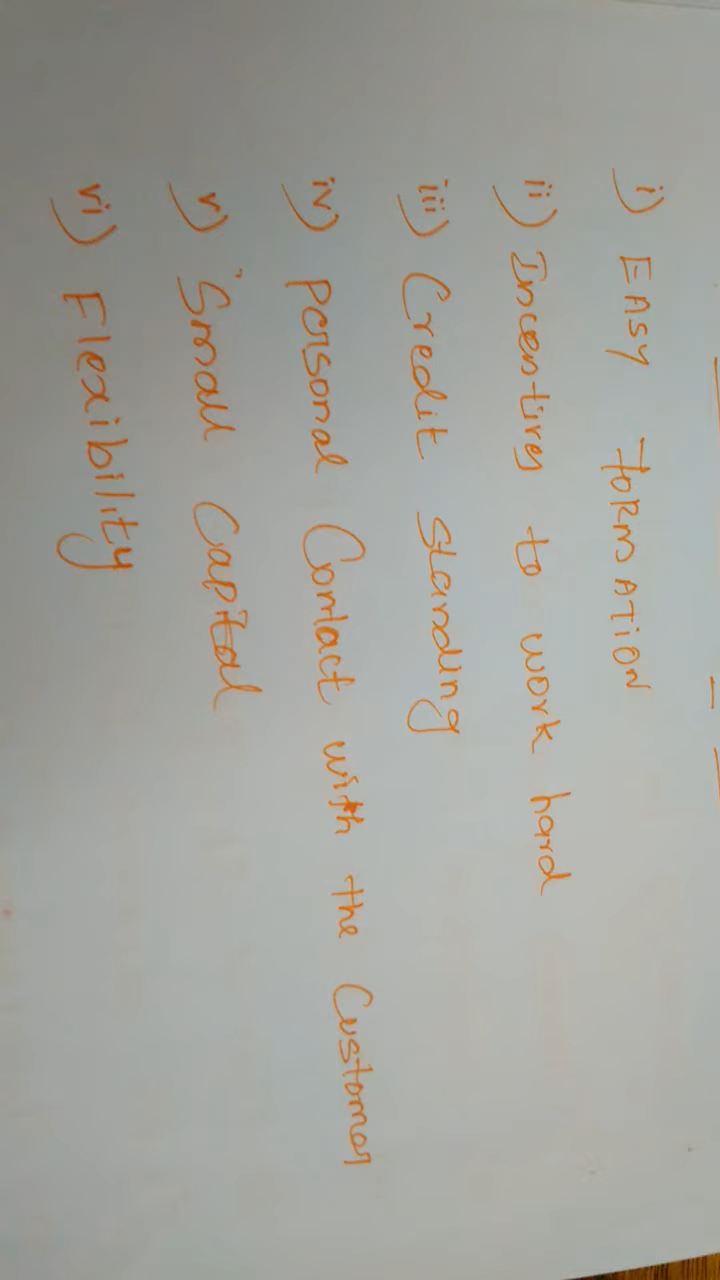 i) EASY FORMATION
ii) Incentives to work hard
iii) Credit standing
iv) Personal Contact with the Customer
v) Small Capital
vi) Flexibility